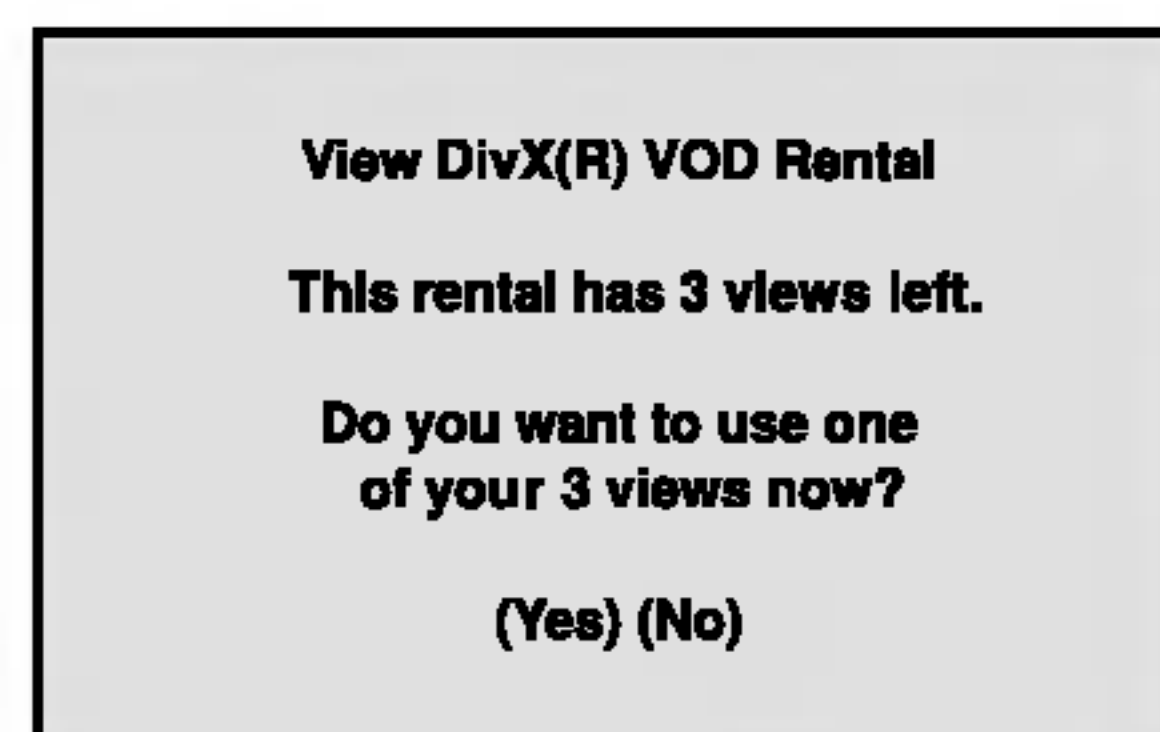 View DivX(R) VOD Rental
This rental has 3 views left.
Do you want to use one
of your 3 views now?
(Yes) (No)